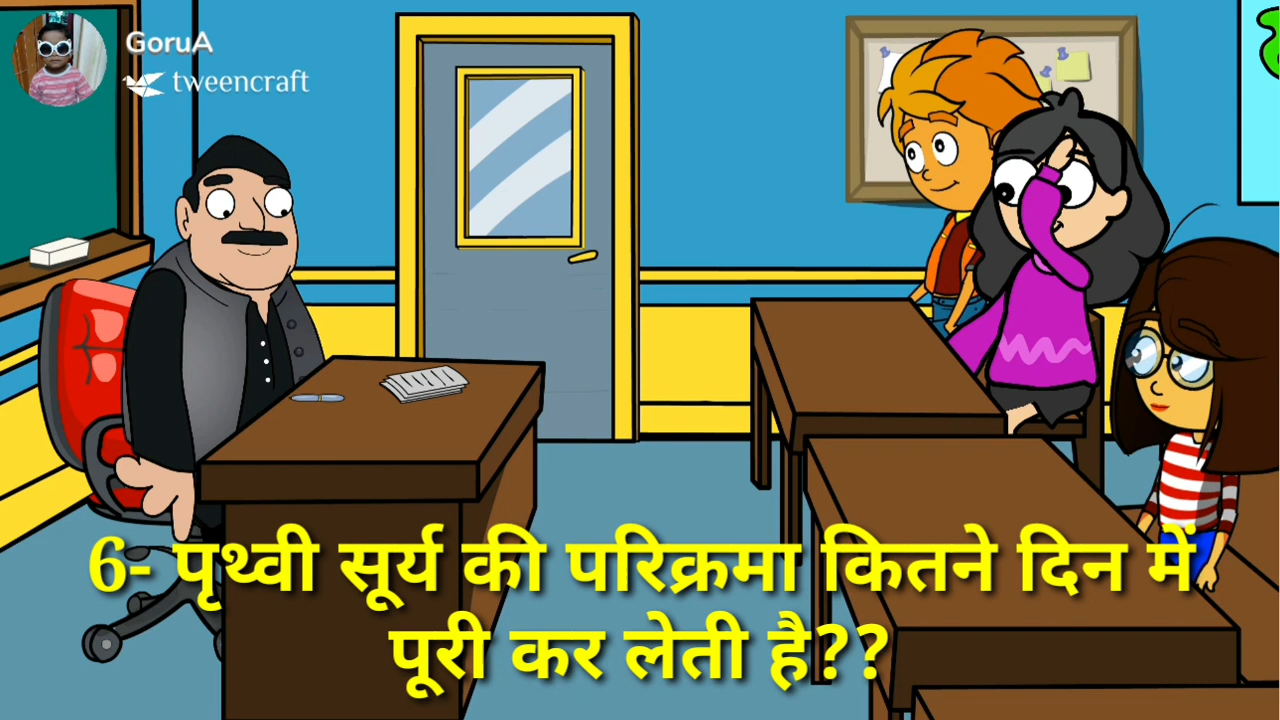 GoruA
tweencraft
6- पृथ्वी सूर्य की परिक्रमा कितने दिन में
पूरी कर लेती है??